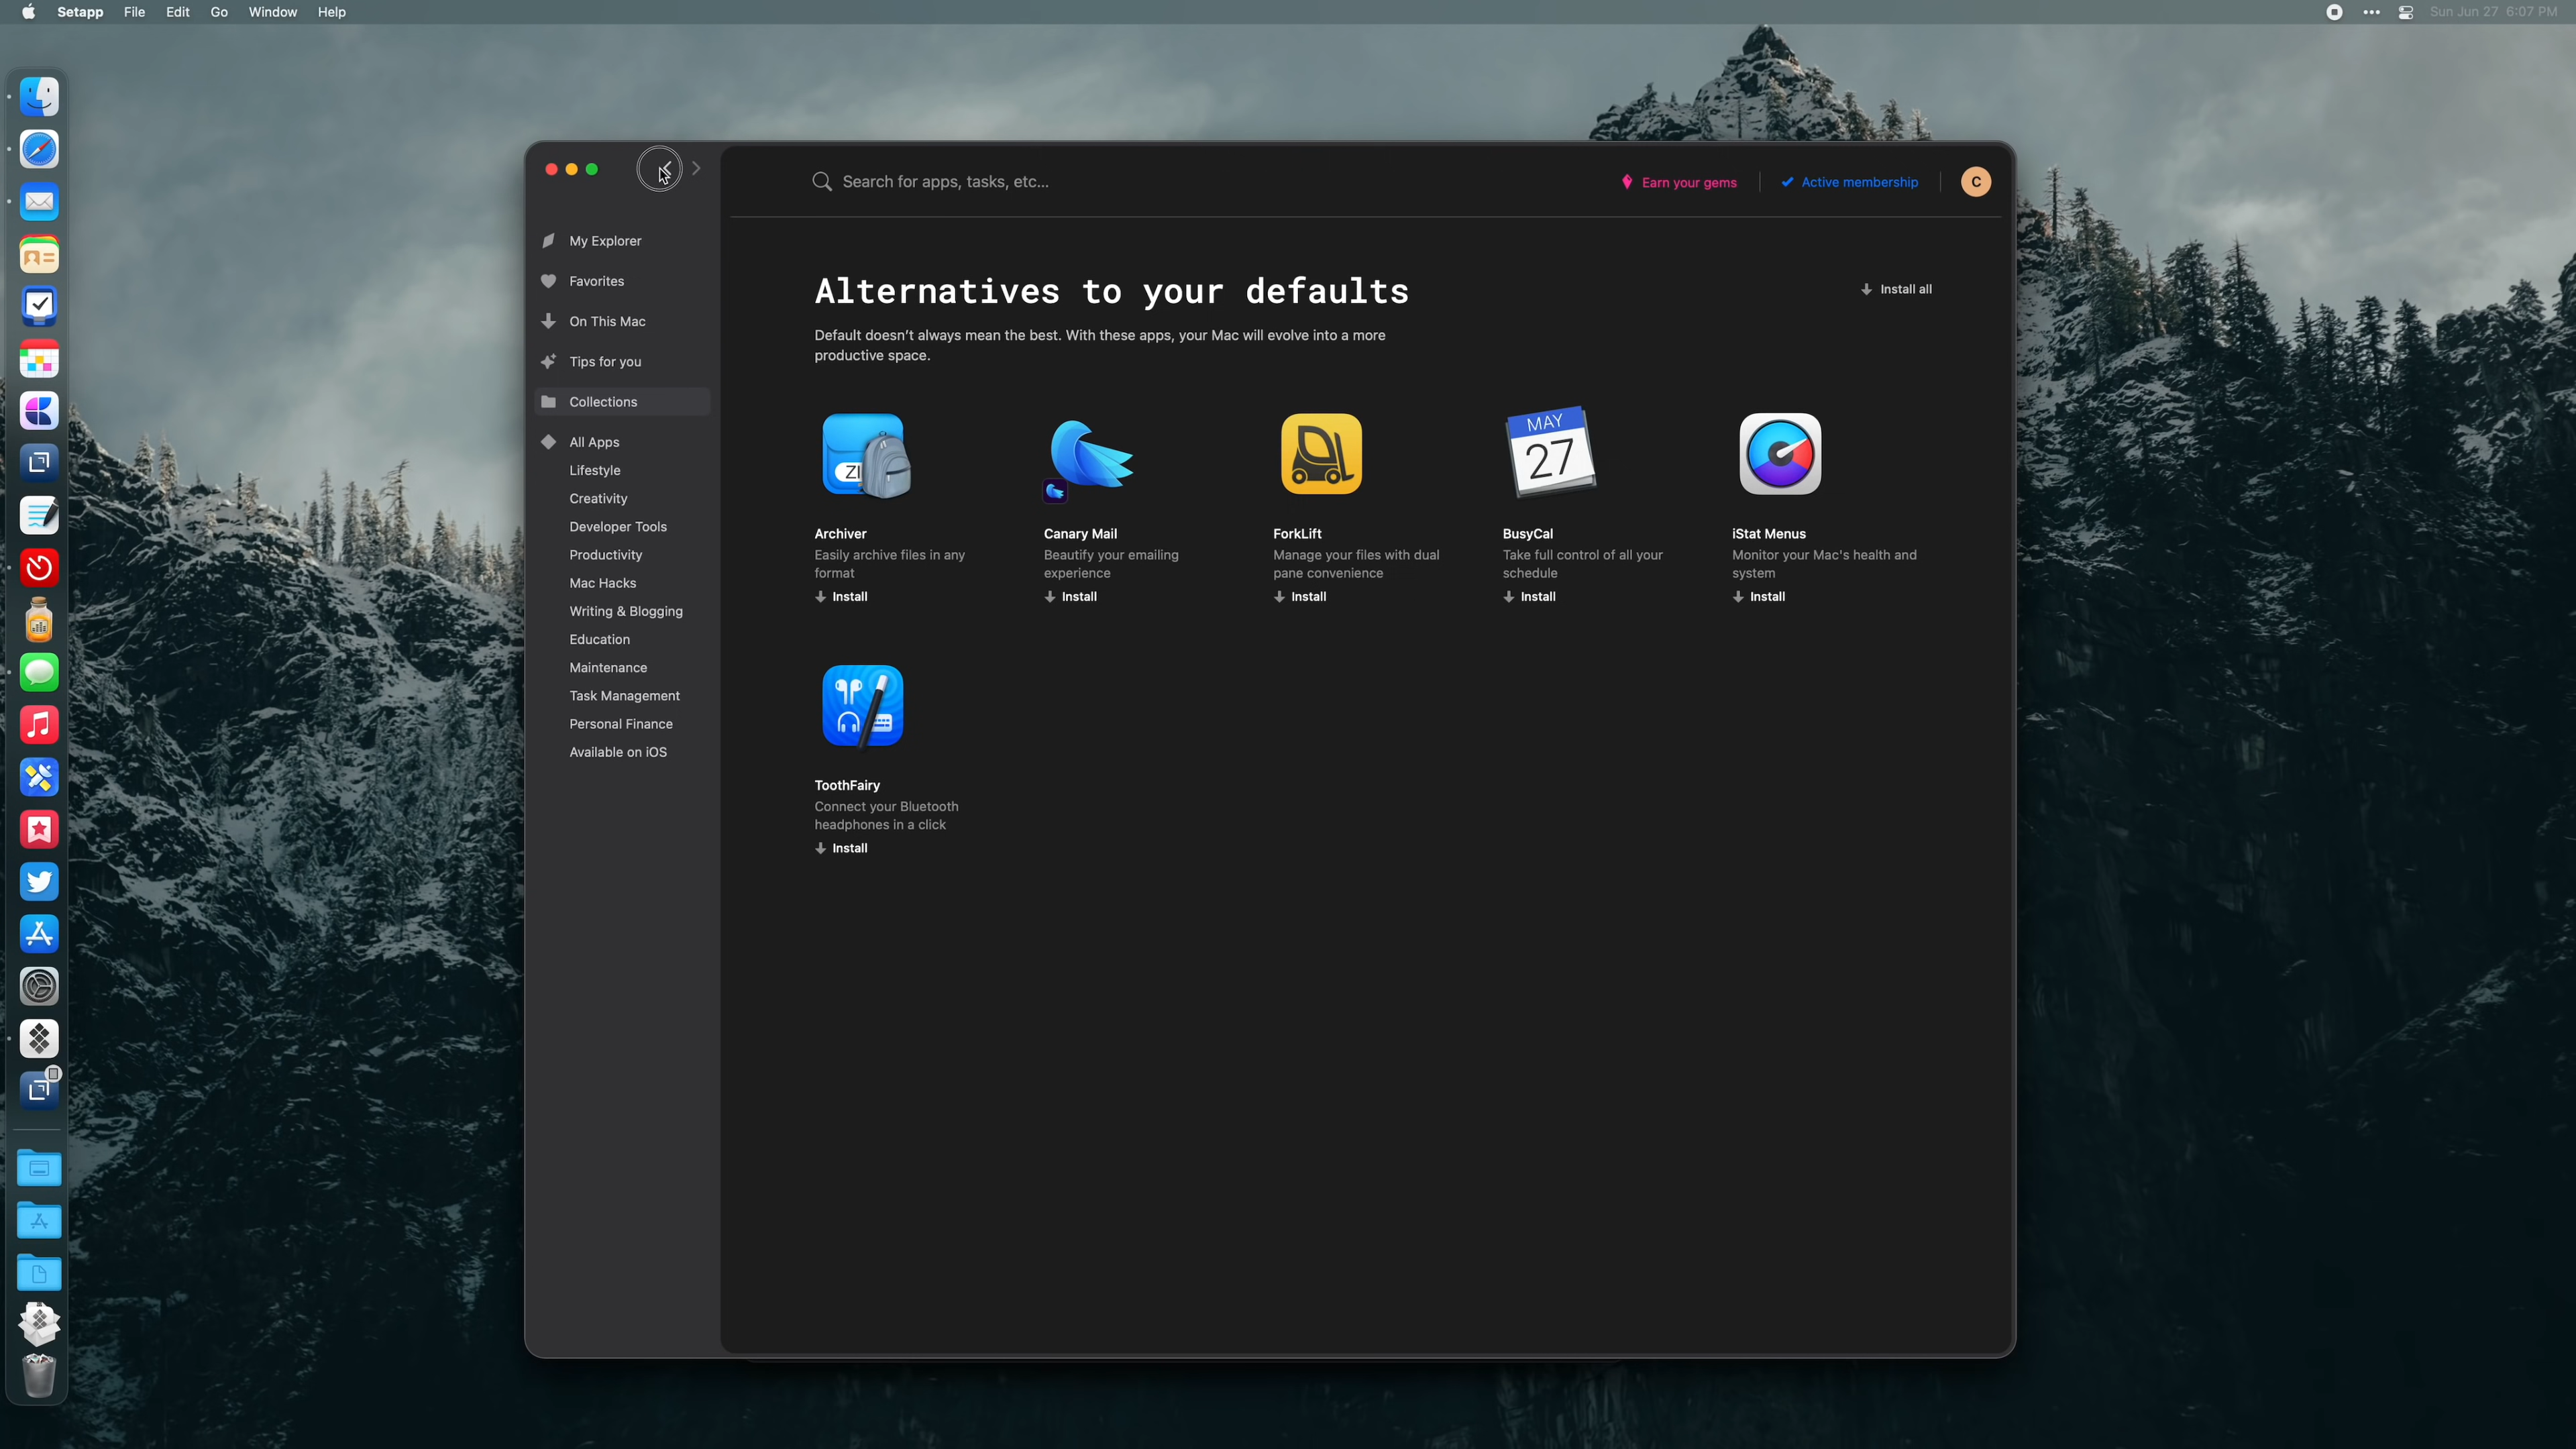 Setapp File Edit Go Window Help
Sun Jun 27 6:07 PM
Search for apps, tasks, etc...
Earn your gems
Active membership
C
My Explorer
Favorites
On This Mac
Tips for you
Collections
All Apps
Lifestyle
Creativity
Developer Tools
Productivity
Mac Hacks
Writing & Blogging
Education
Maintenance
Task Management
Personal Finance
Available on iOS
Alternatives to your defaults
Install all
Default doesn't always mean the best. With these apps, your Mac will evolve into a more
productive space.
ZI
Archiver
Easily archive files in any
format
Install
Canary Mail
Beautify your emailing
experience
Install
ForkLift
Manage your files with dual
pane convenience
Install
MAY
27
BusyCal
Take full control of all your
schedule
Install
iStat Menus
Monitor your Mac's health and
system
Install
ToothFairy
Connect your Bluetooth
headphones in a click
Install